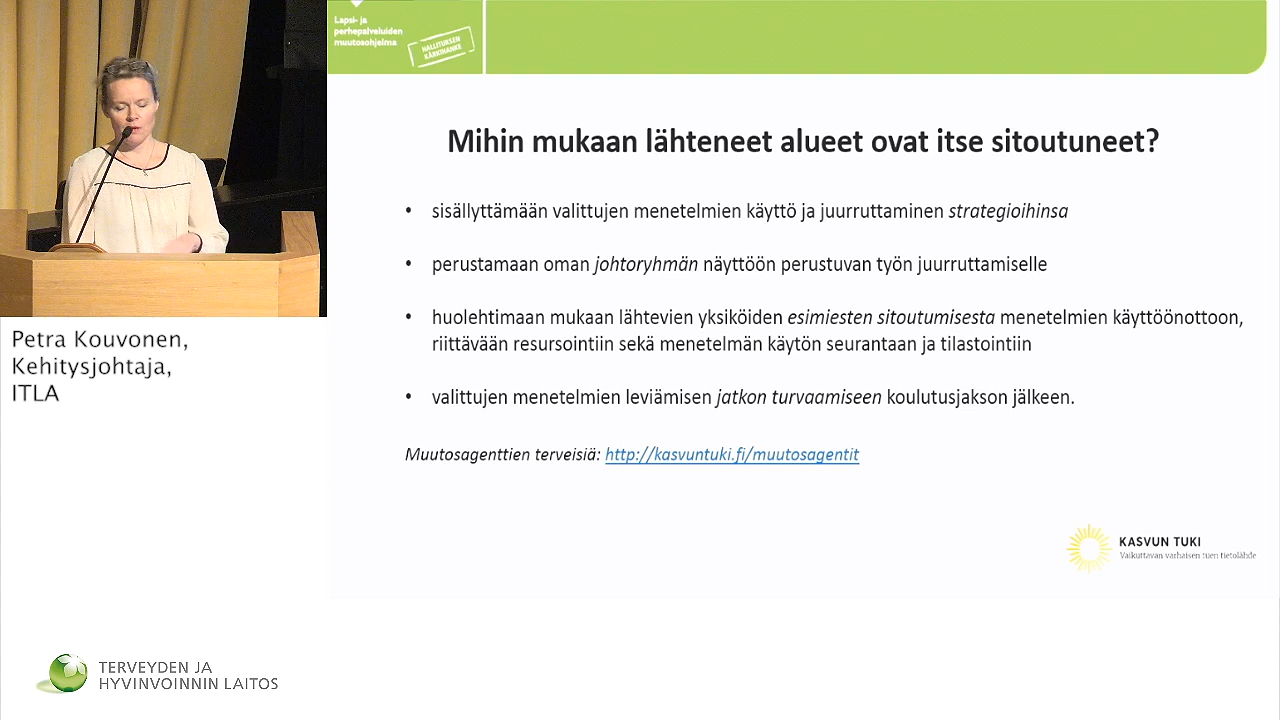 Lapsi- ja
perhepalveluiden
muutosohjelma
HALLITUKSEN
KÄRKIHANKE
Mihin mukaan lähteneet alueet ovat itse sitoutuneet?
• sisällyttämään valittujen menetelmien käyttö ja juurruttaminen strategioihinsa
• perustamaan oman johtoryhmän näyttöön perustuvan työn juurruttamiselle
• huolehtimaan mukaan lähtevien yksiköiden esimiesten sitoutumisesta menetelmien käyttöönottoon,
riittävään resursointiin sekä menetelmän käytön seurantaan ja tilastointiin
• valittujen menetelmien leviämisen jatkon turvaamiseen koulutusjakson jälkeen.
Muutosagenttien terveisiä: http://kasvuntuki.fi/muutosagentit
KASVUN TUKI
Vaikuttavan varhaisen tuen tietolähde
Petra Kouvonen,
Kehitysjohtaja,
ITLA
TERVEYDEN JA
HYVINVOINNIN LAITOS